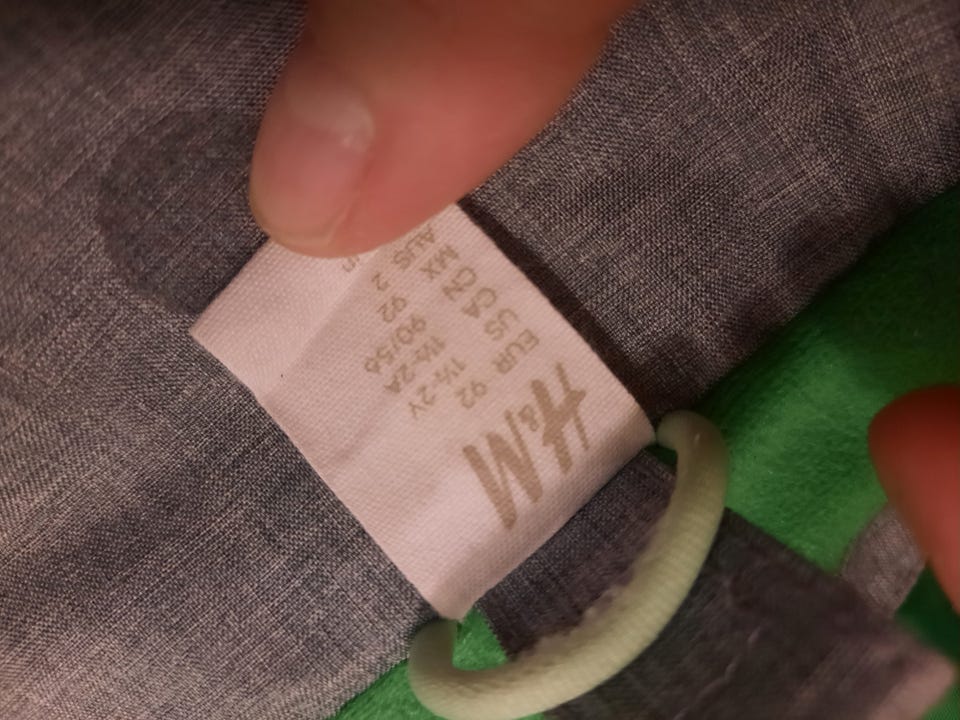 H&M
EUR 92
US 1½-2Y
CA 1½-2A
CN 90/56
MX 92
AUS 2